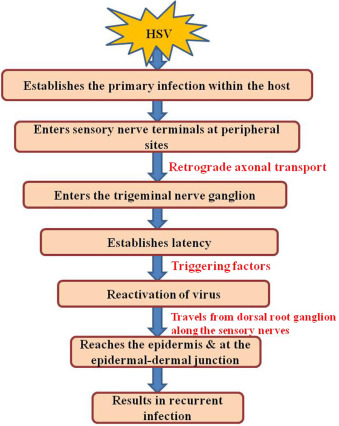 HSV
Establishes the primary infection within the host
Enters sensory nerve terminals at peripheral
sites
Retrograde axonal transport
Enters the trigeminal nerve ganglion
Establishes latency
Triggering factors
Reactivation of virus
Travels from dorsal root ganglion
along the sensory nerves
Reaches the epidermis & at the
epidermal-dermal junction
Results in recurrent
infection